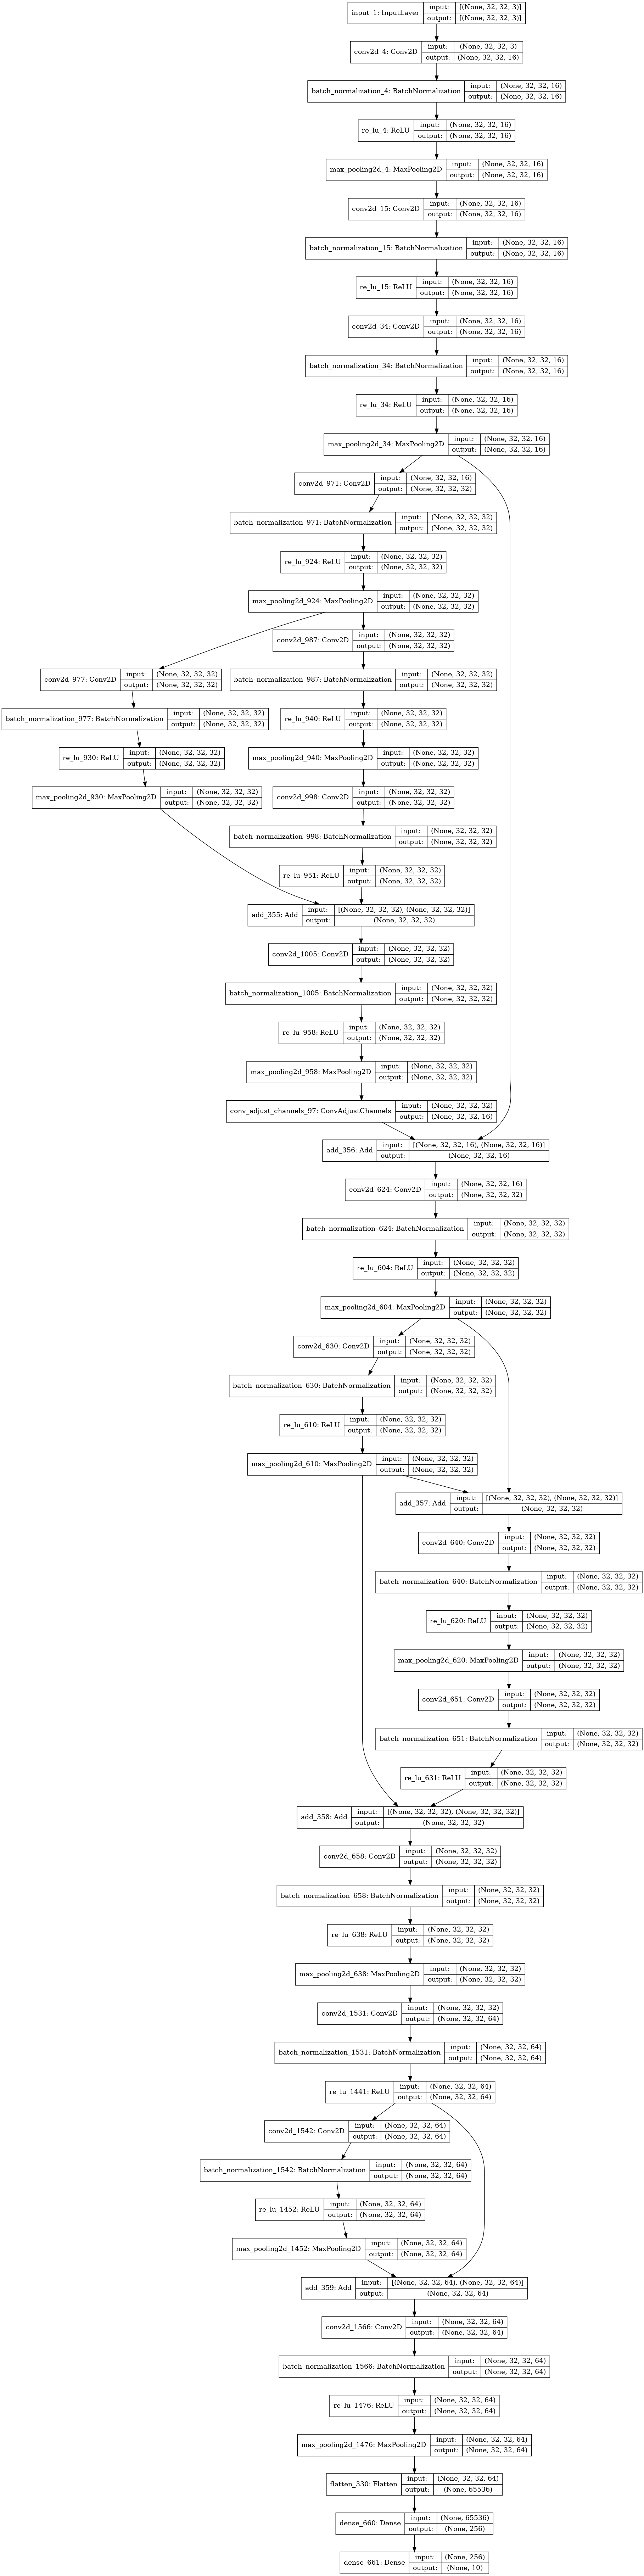 input_1: InputLayer input: [(None, 32, 32, 3)]
output: [(None, 32, 32, 3)]
conv2d_4: Conv2D input: (None, 32, 32, 3)
output: (None, 32, 32, 16)
batch_normalization_4: BatchNormalization input: (None, 32, 32, 16)
output: (None, 32, 32, 16)
re_lu_4: ReLU input: (None, 32, 32, 16)
output: (None, 32, 32, 16)
max_pooling2d_4: MaxPooling2D input: (None, 32, 32, 16)
output: (None, 32, 32, 16)
conv2d_15: Conv2D input: (None, 32, 32, 16)
output: (None, 32, 32, 16)
batch_normalization_15: BatchNormalization input: (None, 32, 32, 16)
output: (None, 32, 32, 16)
re_lu_15: ReLU input: (None, 32, 32, 16)
output: (None, 32, 32, 16)
conv2d_34: Conv2D input: (None, 32, 32, 16)
output: (None, 32, 32, 16)
batch_normalization_34: BatchNormalization input: (None, 32, 32, 16)
output: (None, 32, 32, 16)
re_lu_34: ReLU input: (None, 32, 32, 16)
output: (None, 32, 32, 16)
max_pooling2d_34: MaxPooling2D input: (None, 32, 32, 16)
output: (None, 32, 32, 16)
conv2d_971: Conv2D input: (None, 32, 32, 16)
output: (None, 32, 32, 32)
batch_normalization_971: BatchNormalization input: (None, 32, 32, 32)
output: (None, 32, 32, 32)
re_lu_924: ReLU input: (None, 32, 32, 32)
output: (None, 32, 32, 32)
max_pooling2d_924: MaxPooling2D input: (None, 32, 32, 32)
output: (None, 32, 32, 32)
conv2d_987: Conv2D input: (None, 32, 32, 32)
output: (None, 32, 32, 32)
conv2d_977: Conv2D input: (None, 32, 32, 32)
output: (None, 32, 32, 32)
batch_normalization_987: BatchNormalization input: (None, 32, 32, 32)
output: (None, 32, 32, 32)
batch_normalization_977: BatchNormalization input: (None, 32, 32, 32)
output: (None, 32, 32, 32)
re_lu_940: ReLU input: (None, 32, 32, 32)
output: (None, 32, 32, 32)
re_lu_930: ReLU input: (None, 32, 32, 32)
output: (None, 32, 32, 32)
max_pooling2d_940: MaxPooling2D input: (None, 32, 32, 32)
output: (None, 32, 32, 32)
max_pooling2d_930: MaxPooling2D input: (None, 32, 32, 32)
output: (None, 32, 32, 32)
conv2d_998: Conv2D input: (None, 32, 32, 32)
output: (None, 32, 32, 32)
batch_normalization_998: BatchNormalization input: (None, 32, 32, 32)
output: (None, 32, 32, 32)
re_lu_951: ReLU input: (None, 32, 32, 32)
output: (None, 32, 32, 32)
add_355: Add input: [(None, 32, 32, 32), (None, 32, 32, 32)]
output: (None, 32, 32, 32)
conv2d_1005: Conv2D input: (None, 32, 32, 32)
output: (None, 32, 32, 32)
batch_normalization_1005: BatchNormalization input: (None, 32, 32, 32)
output: (None, 32, 32, 32)
re_lu_958: ReLU input: (None, 32, 32, 32)
output: (None, 32, 32, 32)
max_pooling2d_958: MaxPooling2D input: (None, 32, 32, 32)
output: (None, 32, 32, 32)
conv_adjust_channels_97: ConvAdjustChannels input: (None, 32, 32, 32)
output: (None, 32, 32, 16)
add_356: Add input: [(None, 32, 32, 16), (None, 32, 32, 16)]
output: (None, 32, 32, 16)
conv2d_624: Conv2D input: (None, 32, 32, 16)
output: (None, 32, 32, 32)
batch_normalization_624: BatchNormalization input: (None, 32, 32, 32)
output: (None, 32, 32, 32)
re_lu_604: ReLU input: (None, 32, 32, 32)
output: (None, 32, 32, 32)
max_pooling2d_604: MaxPooling2D input: (None, 32, 32, 32)
output: (None, 32, 32, 32)
conv2d_630: Conv2D input: (None, 32, 32, 32)
output: (None, 32, 32, 32)
batch_normalization_630: BatchNormalization input: (None, 32, 32, 32)
output: (None, 32, 32, 32)
re_lu_610: ReLU input: (None, 32, 32, 32)
output: (None, 32, 32, 32)
max_pooling2d_610: MaxPooling2D input: (None, 32, 32, 32)
output: (None, 32, 32, 32)
add_357: Add input: [(None, 32, 32, 32), (None, 32, 32, 32)]
output: (None, 32, 32, 32)
conv2d_640: Conv2D input: (None, 32, 32, 32)
output: (None, 32, 32, 32)
batch_normalization_640: BatchNormalization input: (None, 32, 32, 32)
output: (None, 32, 32, 32)
re_lu_620: ReLU input: (None, 32, 32, 32)
output: (None, 32, 32, 32)
max_pooling2d_620: MaxPooling2D input: (None, 32, 32, 32)
output: (None, 32, 32, 32)
conv2d_651: Conv2D input: (None, 32, 32, 32)
output: (None, 32, 32, 32)
batch_normalization_651: BatchNormalization input: (None, 32, 32, 32)
output: (None, 32, 32, 32)
re_lu_631: ReLU input: (None, 32, 32, 32)
output: (None, 32, 32, 32)
add_358: Add input: [(None, 32, 32, 32), (None, 32, 32, 32)]
output: (None, 32, 32, 32)
conv2d_658: Conv2D input: (None, 32, 32, 32)
output: (None, 32, 32, 32)
batch_normalization_658: BatchNormalization input: (None, 32, 32, 32)
output: (None, 32, 32, 32)
re_lu_638: ReLU input: (None, 32, 32, 32)
output: (None, 32, 32, 32)
max_pooling2d_638: MaxPooling2D input: (None, 32, 32, 32)
output: (None, 32, 32, 32)
conv2d_1531: Conv2D input: (None, 32, 32, 32)
output: (None, 32, 32, 64)
batch_normalization_1531: BatchNormalization input: (None, 32, 32, 64)
output: (None, 32, 32, 64)
re_lu_1441: ReLU input: (None, 32, 32, 64)
output: (None, 32, 32, 64)
conv2d_1542: Conv2D input: (None, 32, 32, 64)
output: (None, 32, 32, 64)
batch_normalization_1542: BatchNormalization input: (None, 32, 32, 64)
output: (None, 32, 32, 64)
re_lu_1452: ReLU input: (None, 32, 32, 64)
output: (None, 32, 32, 64)
max_pooling2d_1452: MaxPooling2D input: (None, 32, 32, 64)
output: (None, 32, 32, 64)
add_359: Add input: [(None, 32, 32, 64), (None, 32, 32, 64)]
output: (None, 32, 32, 64)
conv2d_1566: Conv2D input: (None, 32, 32, 64)
output: (None, 32, 32, 64)
batch_normalization_1566: BatchNormalization input: (None, 32, 32, 64)
output: (None, 32, 32, 64)
re_lu_1476: ReLU input: (None, 32, 32, 64)
output: (None, 32, 32, 64)
max_pooling2d_1476: MaxPooling2D input: (None, 32, 32, 64)
output: (None, 32, 32, 64)
flatten_330: Flatten input: (None, 32, 32, 64)
output: (None, 65536)
dense_660: Dense input: (None, 65536)
output: (None, 256)
dense_661: Dense input: (None, 256)
output: (None, 10)